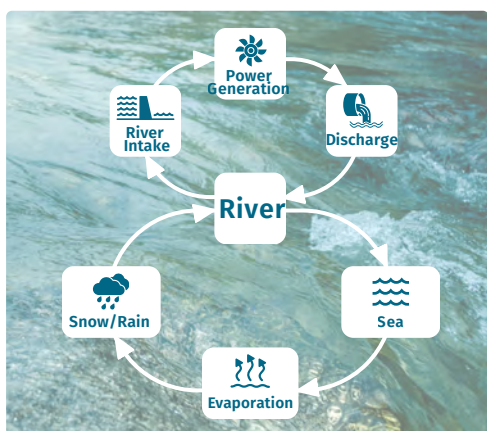 Power
Generation
River
Intake
Discharge
River
Snow/Rain
Sea
Evaporation